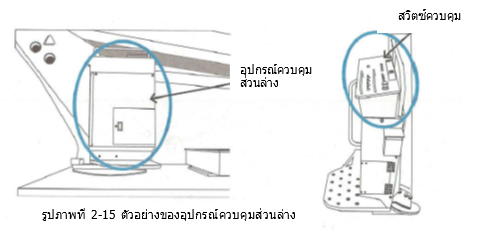 สวิตซ์ควบคุม
อุปกรณ์ควบคุม
ส่วนล่าง
รูปภาพที่ 2-15 ตัวอย่างของอุปกรณ์ควบคุมส่วนล่าง